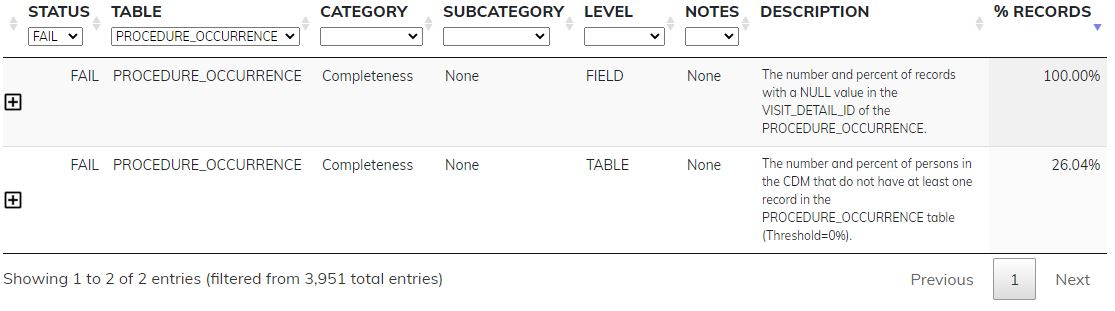 STATUS TABLE CATEGORY SUBCATEGORY LEVEL NOTES DESCRIPTION % RECORDS
FAIL PROCEDURE_OCCURRENCE
FAIL PROCEDURE_OCCURRENCE Completeness None FIELD None The number and percent of records 100.00%
with a NULL value in the
VISIT_DETAIL_ID of the
PROCEDURE_OCCURRENCE.
FAIL PROCEDURE_OCCURRENCE Completeness None TABLE None The number and percent of persons in 26.04%
the CDM that do not have at least one
record in the
PROCEDURE_OCCURRENCE table
(Threshold=0%).
Showing 1 to 2 of 2 entries (filtered from 3,951 total entries) Previous 1 Next